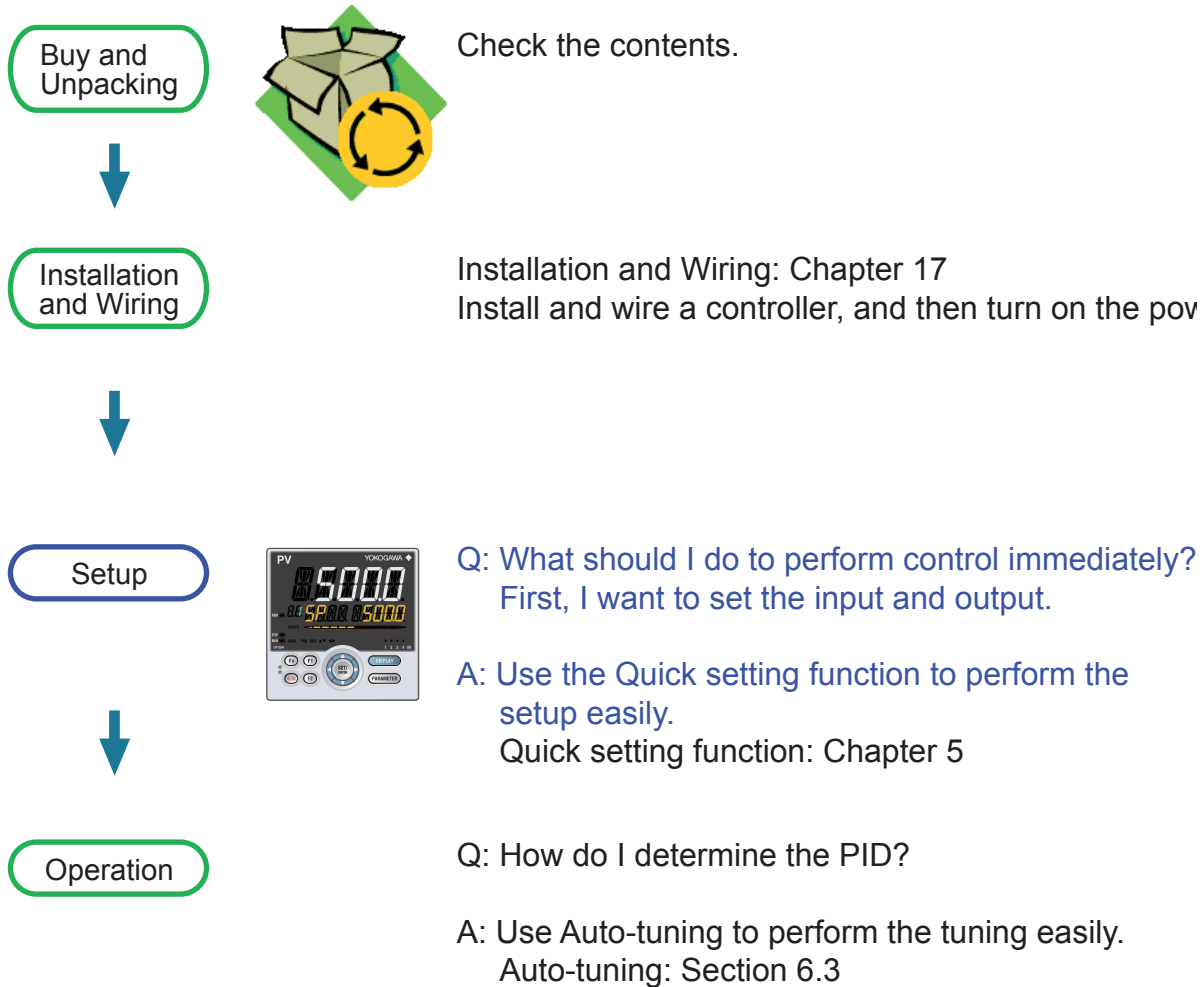 Buy and
Unpacking
Check the contents.
Installation
and Wiring
Installation and Wiring: Chapter 17
Install and wire a controller, and then turn on the pow
Setup
PV
YOKOGAWA
500.0
SP
500.0
SET/
ENTER
DISPLAY
PARAMETER
F2
Q: What should I do to perform control immediately?
First, I want to set the input and output.
A: Use the Quick setting function to perform the
setup easily.
Quick setting function: Chapter 5
Operation
Q: How do I determine the PID?
A: Use Auto-tuning to perform the tuning easily.
Auto-tuning: Section 6.3